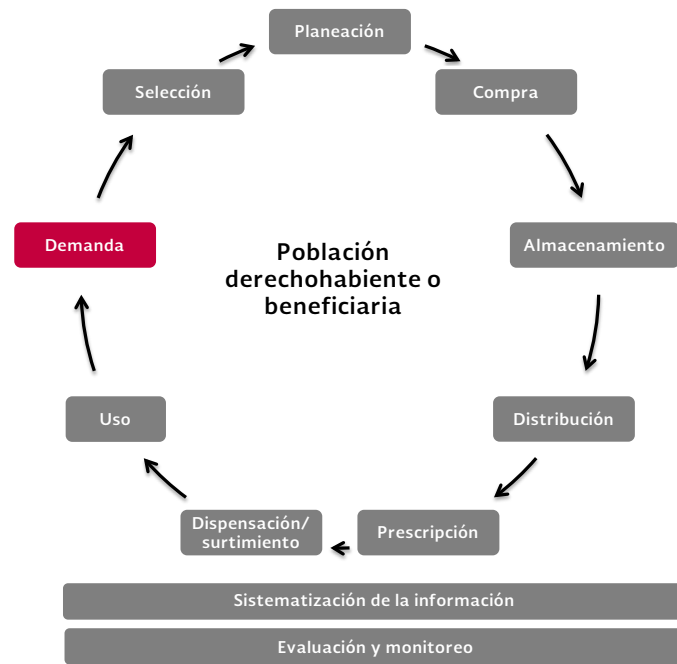 Planeación
Selección
Compra
Demanda
Población
derechohabiente o
beneficiaria
Almacenamiento
Uso
Distribución
Dispensación/
surtimiento
Prescripción
Sistematización de la información
Evaluación y monitoreo